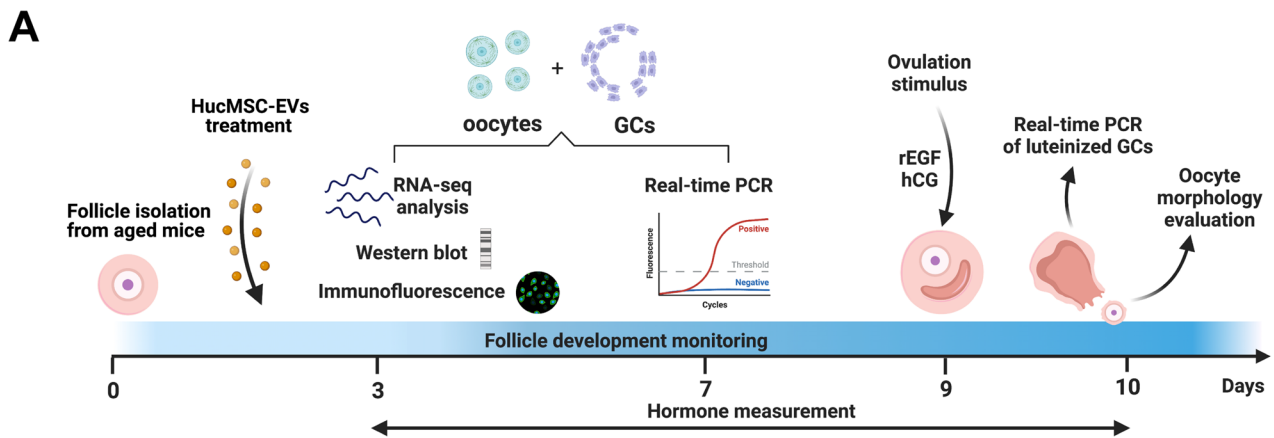 A
HucMSC-EVs
treatment
Follicle isolation
from aged mice
+
oocytes
GCs
RNA-seq
analysis
Western blot
Immunofluorescence
Real-time PCR
Fluorescence
Positive
Threshold
Negative
Cycles
Ovulation
stimulus
rEGF
hCG
Real-time PCR
of luteinized GCs
Oocyte
morphology
evaluation
Follicle development monitoring
0
3
7
9
10
Days
Hormone measurement